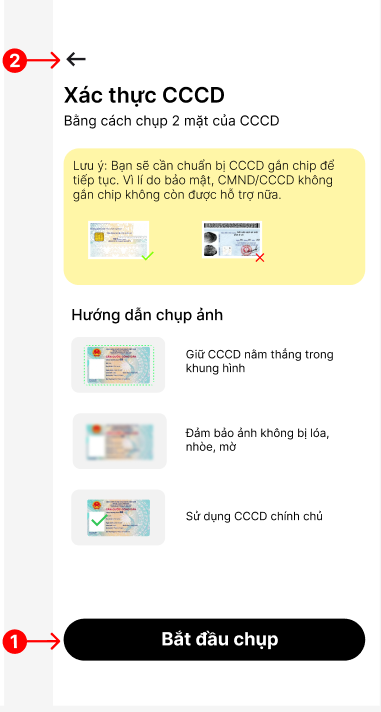 2
Xác thực CCCD
Bằng cách chụp 2 mặt của CCCD
Lưu ý: Bạn sẽ cần chuẩn bị CCCD gắn chip để
tiếp tục. Vì lí do bảo mật, CMND/CCCD không
gắn chip không còn được hỗ trợ nữa.
Hướng dẫn chụp ảnh
Giữ CCCD nằm thẳng trong
khung hình
Đảm bảo ảnh không bị lóa,
nhòe, mờ
Sử dụng CCCD chính chủ
1
Bắt đầu chụp